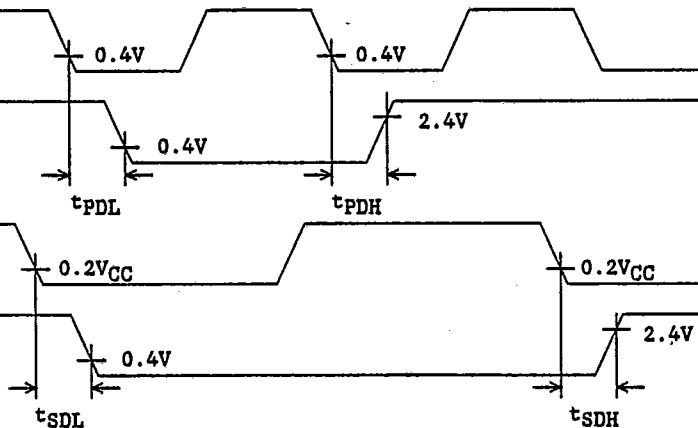 0.4V 0.4V
2.4V
0.4V
tPDL tPDH
0.2VCC 0.2VCC
2.4V
0.4V
tSDL tSDH